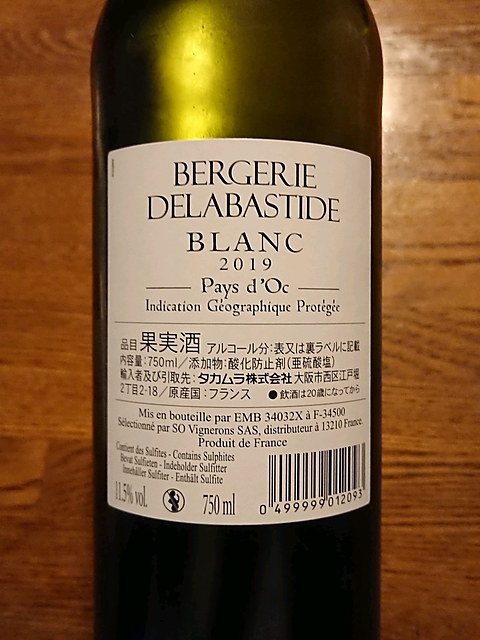 BERGERIE
DELABASTIDE
BLANC
2019
Pays d'Oc
Indication Géographique Protégée
品目 果実酒 アルコール分:表又は裏ラベルに記載
内容量:750ml/添加物:酸化防止剤(亜硫酸塩)
輸入者及び引取先:タカムラ株式会社 大阪市西区江戸堀
2丁目2-18/原産国:フランス ●飲酒は20歳になってから
Mis en bouteille par EMB 34032X à F-34500
Sélectionné par SO Vignerons SAS, distributeur à 13210 France.
Produit de France
Contient des Sulfites - Contains Sulphites
Bevat Sulfieten - Indeholder Sulfitter
Innehåller Sulfiter - Enthält Sulfite
11.5% vol.
750 ml
0 499999 012093